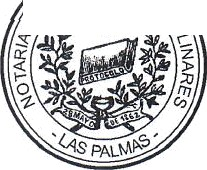 NOTARIA
LINARES
PROTOCOLO
28 MAYO DE 1862
- LAS PALMAS -